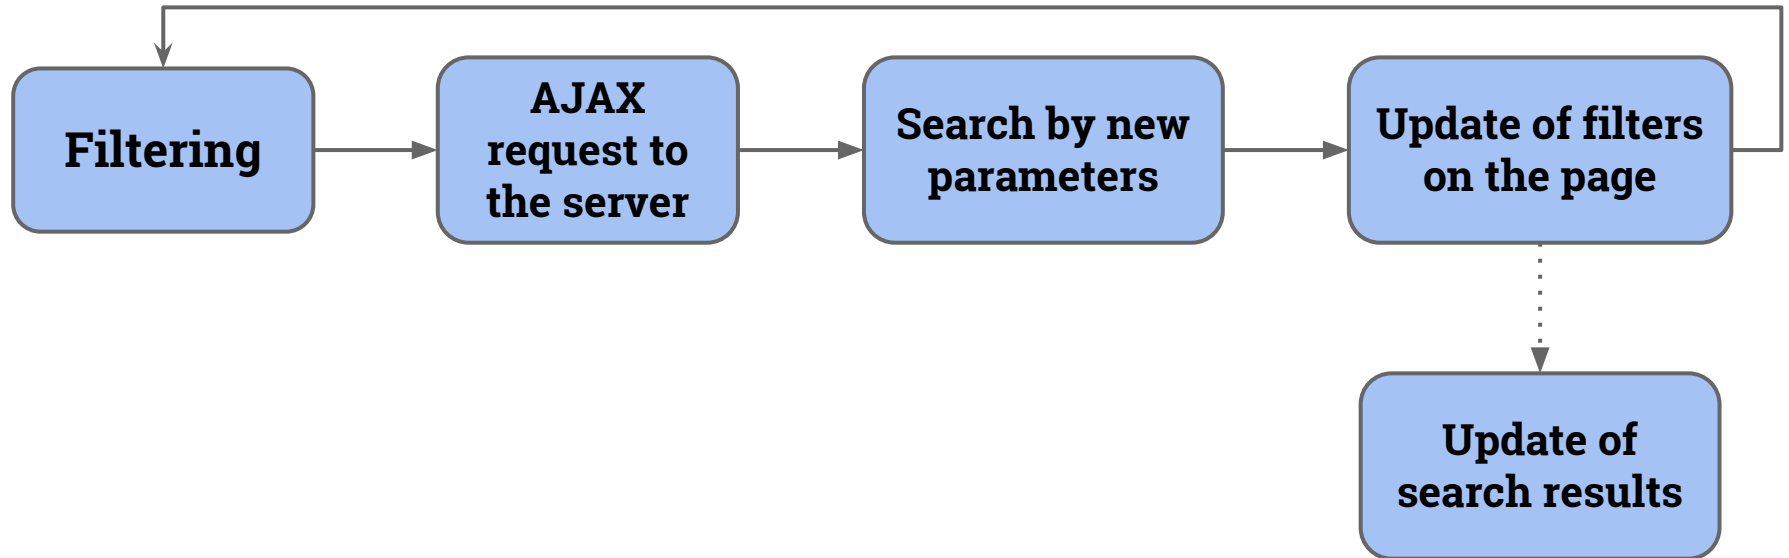 Filtering
AJAX
request to
the server
Search by new
parameters
Update of filters
on the page
Update of
search results